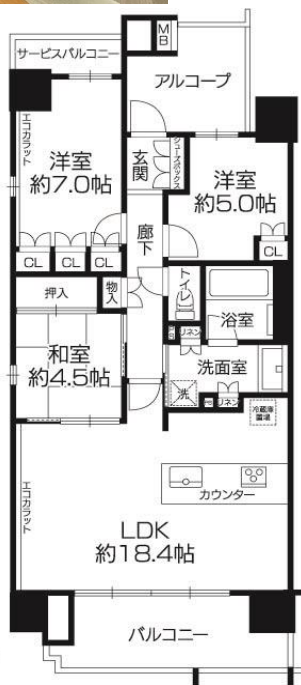 サービスバルコニー
MB
アルコープ
エコカラット
洋室
約7.0帖
玄関
シューズボックス
洋室
約5.0帖
廊下
CL
CL
CL
CL
押入
物入
トイレ
浴室
和室
約4.5帖
リネン
洗面室
洗
リネン
冷蔵庫
置場
エコカラット
カウンター
LDK
約18.4帖
バルコニー